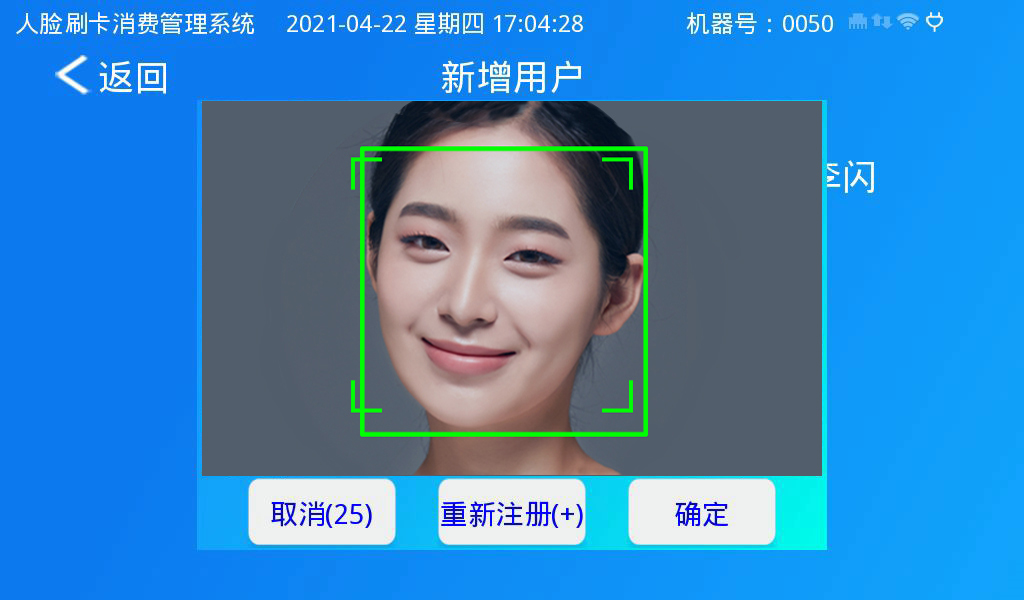 人脸刷卡消费管理系统 2021-04-22 星期四 17:04:28 机器号：0050
返回 新增用户
闪
取消(25) 重新注册(+) 确定